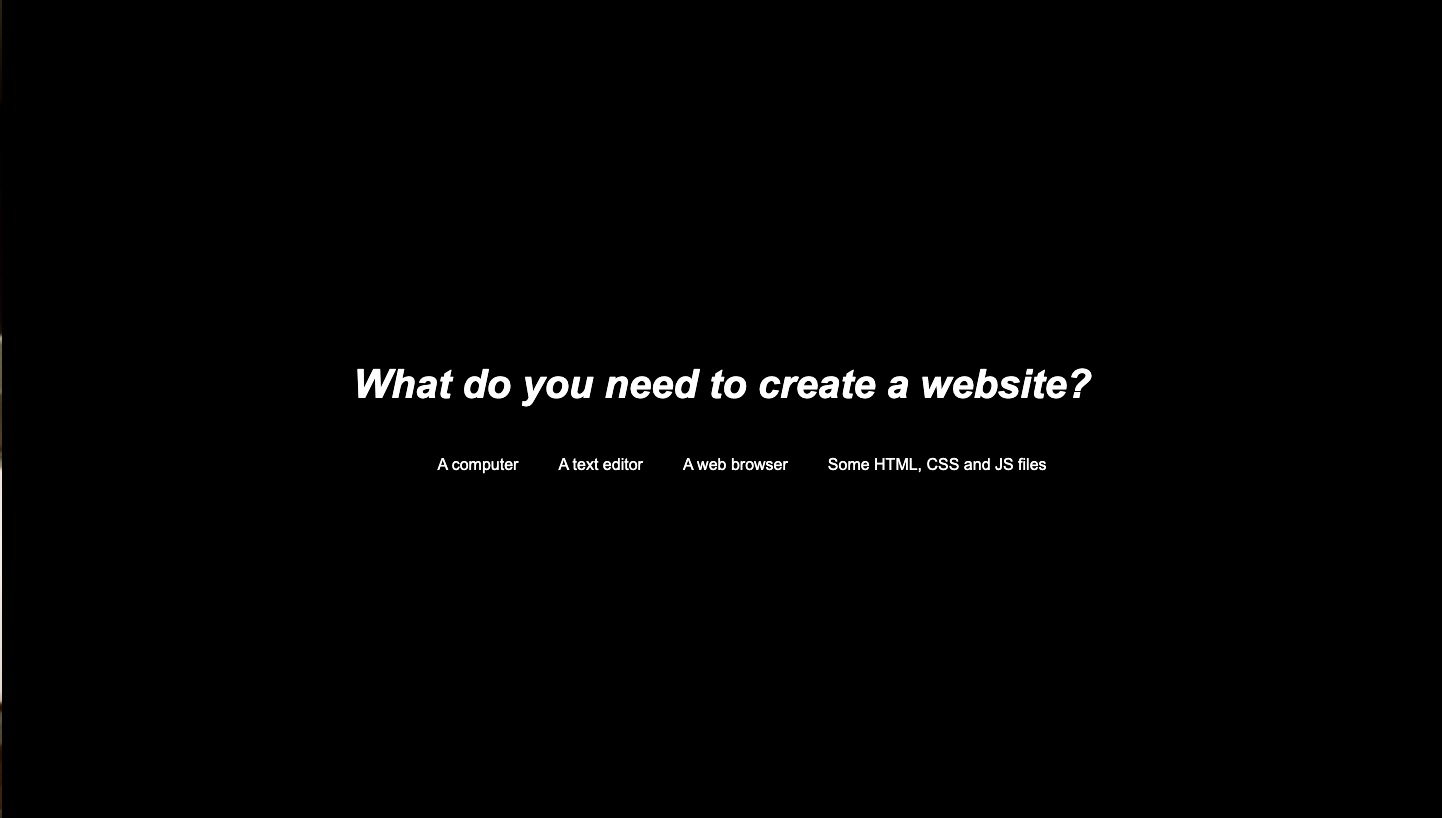 What do you need to create a website?
A computer A text editor A web browser Some HTML, CSS and JS files